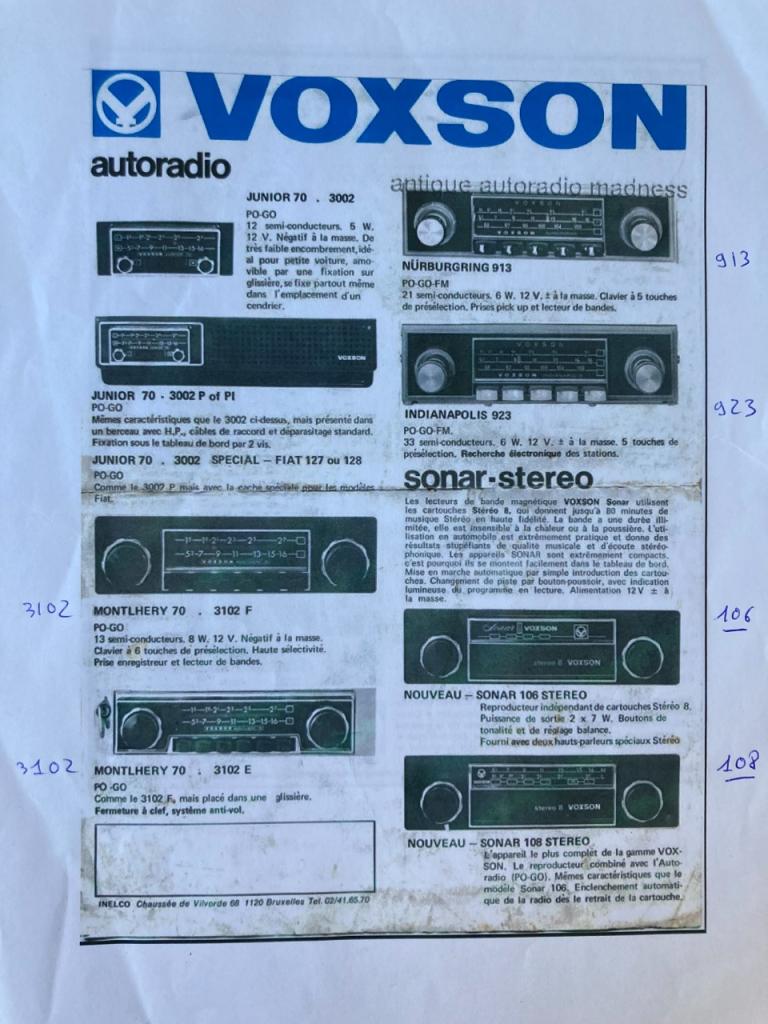 VOXSON
autoradio
antique autoradio madness
JUNIOR 70 . 3002
PO-GO
12 semi-conducteurs. 5 W.
12 V. Négatif à la masse. De
très faible encombrement, idé-
al pour petite voiture, amo-
vible par une fixation sur
glissière, se fixe partout même
dans l'emplacement d'un
cendrier.
VOXSON
JUNIOR 70 - 3002 P of PI
PO-GO
Mêmes caractéristiques que le 3002 ci-dessus, mais présenté dans
un berceau avec H.P., câbles de raccord et déparasitage standard.
Fixation sous le tableau de bord par 2 vis.
JUNIOR 70 . 3002 SPECIAL – FIAT 127 ou 128
PO-GO
Comme le 3002 P mais avec la cache spéciale pour les modèles
Fiat.
3102
MONTLHERY 70 . 3102 F
PO-GO
13 semi-conducteurs. 8 W. 12 V. Négatif à la masse.
Clavier à 6 touches de présélection. Haute sélectivité.
Prise enregistreur et lecteur de bandes.
3102
MONTLHERY 70 . 3102 E
PO-GO
Comme le 3102 F, mais placé dans une glissière.
Fermeture à clef, système anti-vol.
INELCO Chaussée de Vilvorde 68 1120 Bruxelles Tel. 02/41.65.70
VOXSON
913
NÜRBURGRING 913
PO-GO-FM
21 semi-conducteurs. 6 W. 12 V. ± à la masse. Clavier à 5 touches
de présélection. Prises pick up et lecteur de bandes.
VOXSON
923
INDIANAPOLIS 923
PO-GO-FM.
33 semi-conducteurs. 6 W. 12 V. ± à la masse. 5 touches de
présélection. Recherche électronique des stations.
sonar-stereo
Les lecteurs de bande magnétique VOXSON Sonar utilisent
les cartouches Stéréo 8, qui donnent jusqu'à 80 minutes de
musique Stéréo en haute fidélité. La bande a une durée illi-
mitée, elle est insensible à la chaleur ou à la poussière. L'uti-
lisation en automobile est extrêmement pratique et donne des
résultats stupéfiants de qualité musicale et d'écoute stéréo-
phonique. Les appareils SONAR sont extrêmement compacts,
c'est pourquoi ils se montent facilement dans le tableau de bord.
Mise en marche automatique par simple introduction des cartou-
ches. Changement de piste par bouton-poussoir, avec indication
lumineuse du programme en lecture. Alimentation 12 V ± à
la masse.
Sonar VOXSON
stereo 8 VOXSON
106
NOUVEAU – SONAR 106 STEREO
Reproducteur indépendant de cartouches Stéréo 8.
Puissance de sortie 2 x 7 W. Boutons de
tonalité et de réglage balance.
Fourni avec deux hauts-parleurs spéciaux Stéréo
stereo 8 VOXSON
108
NOUVEAU – SONAR 108 STEREO
L'appareil le plus complet de la gamme VOX-
SON. Le reproducteur combiné avec l'Auto-
radio (PO-GO). Mêmes caractéristiques que le
modèle Sonar 106. Enclenchement automati-
que de la radio dès le retrait de la cartouche.